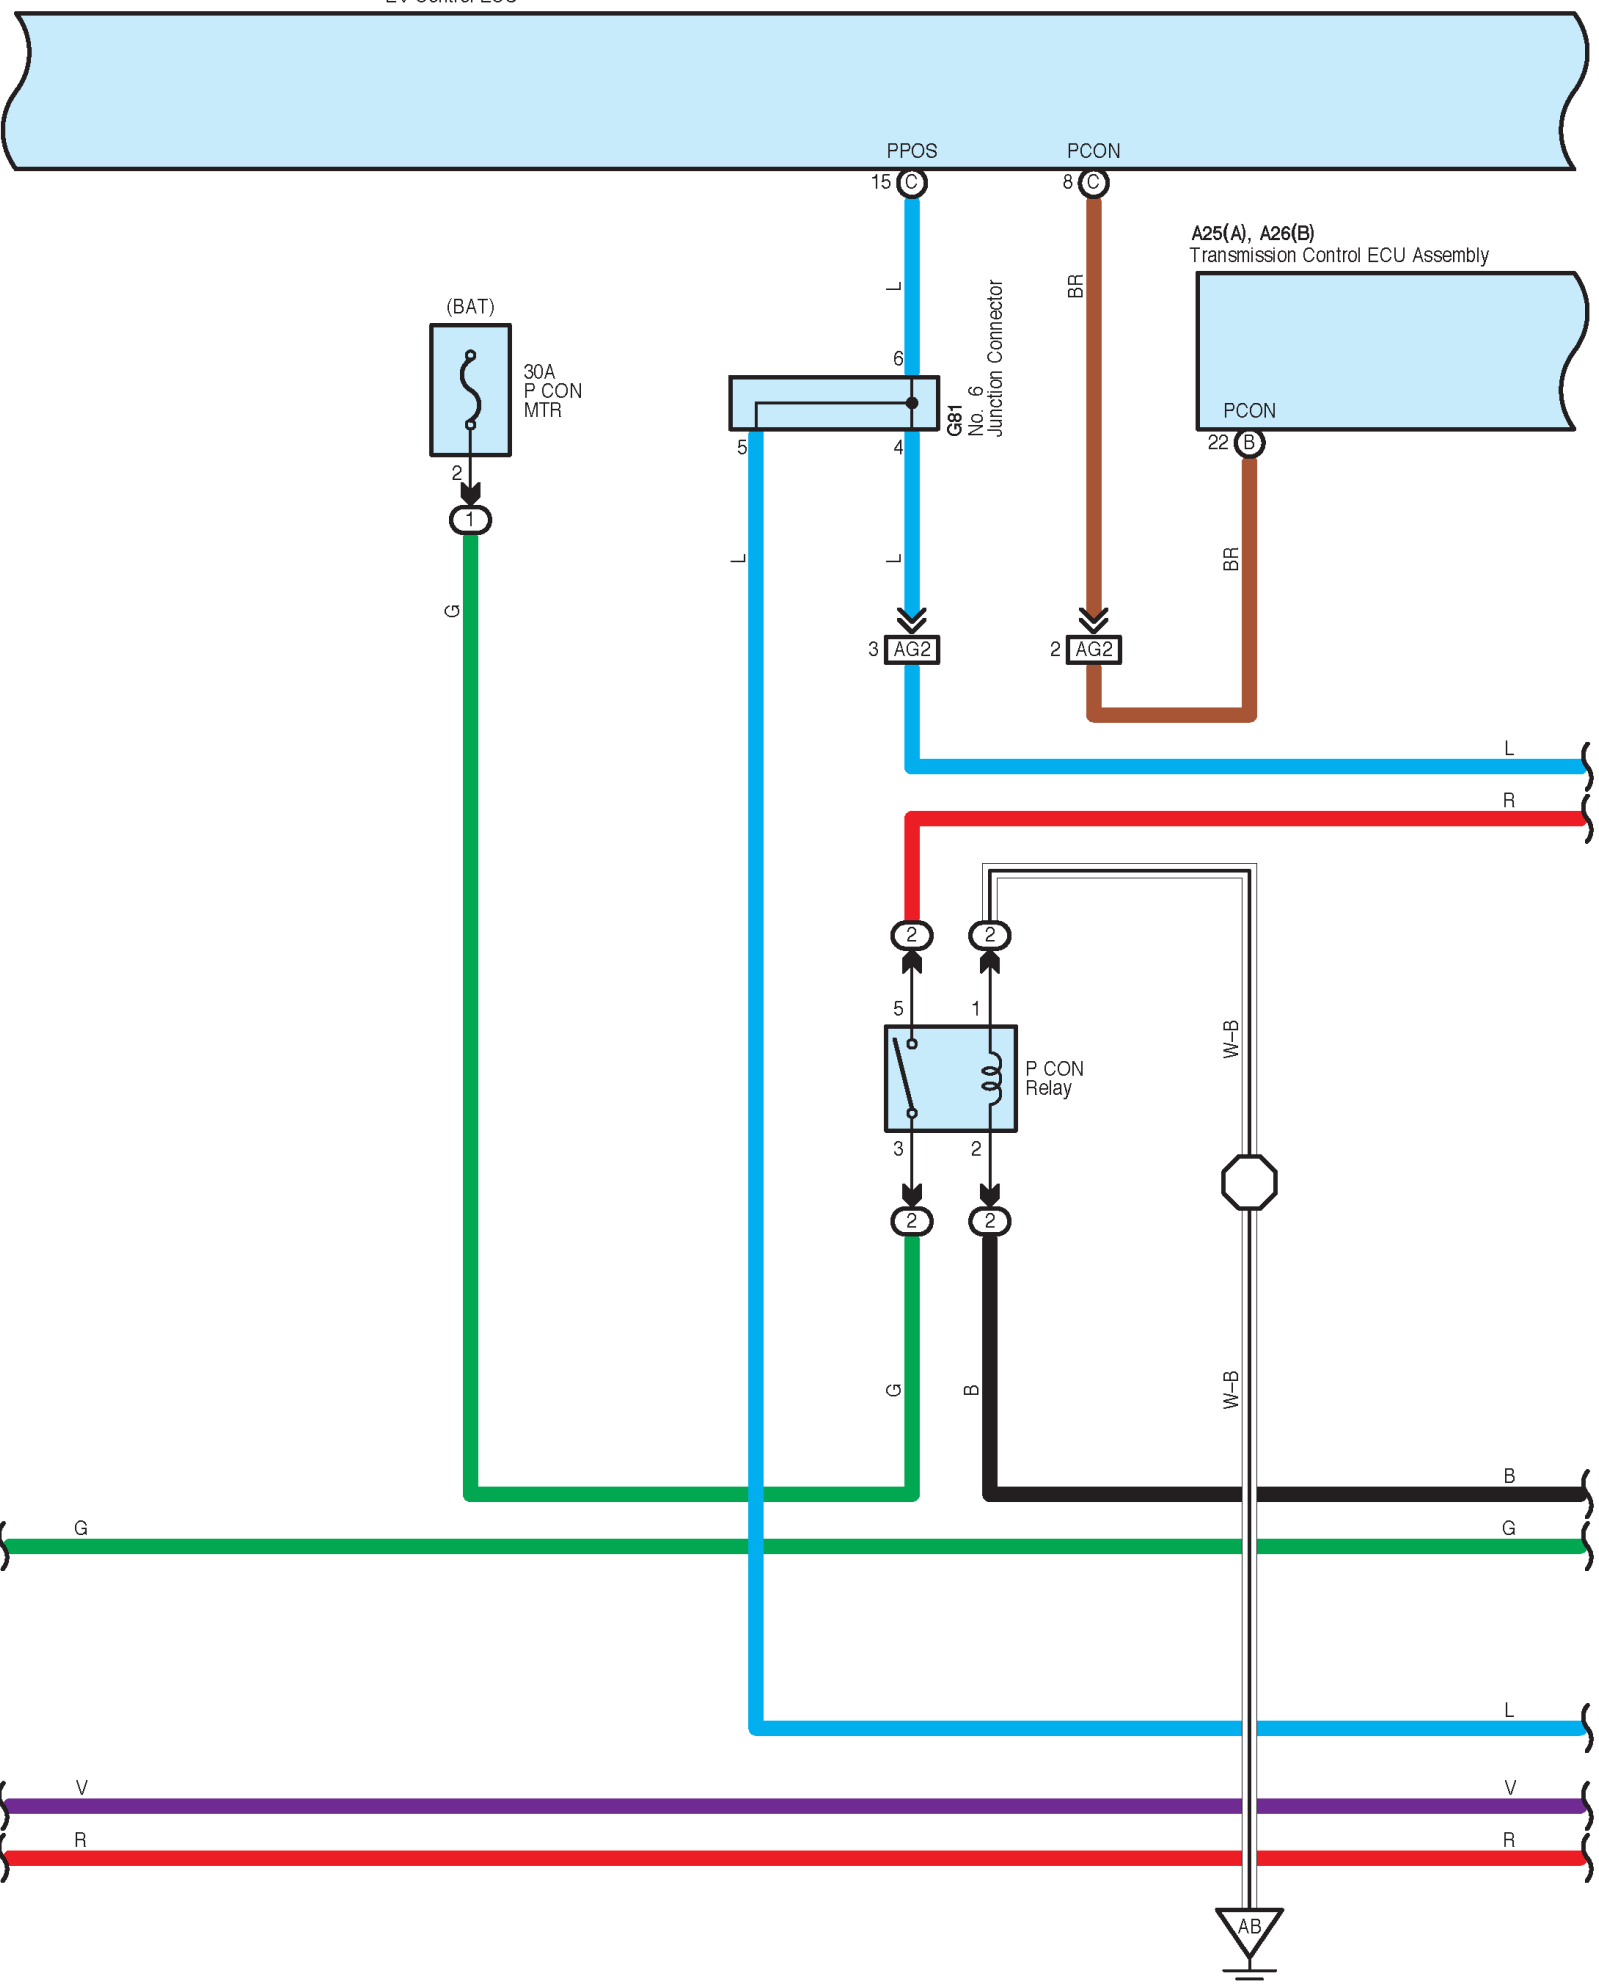 PPOS
PCON
15 C
8 C
A25(A), A26(B)
Transmission Control ECU Assembly
L
BR
No. 6
Junction Connector
G81
(BAT)
30A
P CON
MTR
6
PCON
22 B
5
4
2
1
L
L
BR
G
3 AG2
2 AG2
L
R
2
2
5
1
W-B
P CON
Relay
3
2
2
2
G
B
W-B
B
G
G
L
V
V
R
R
AB